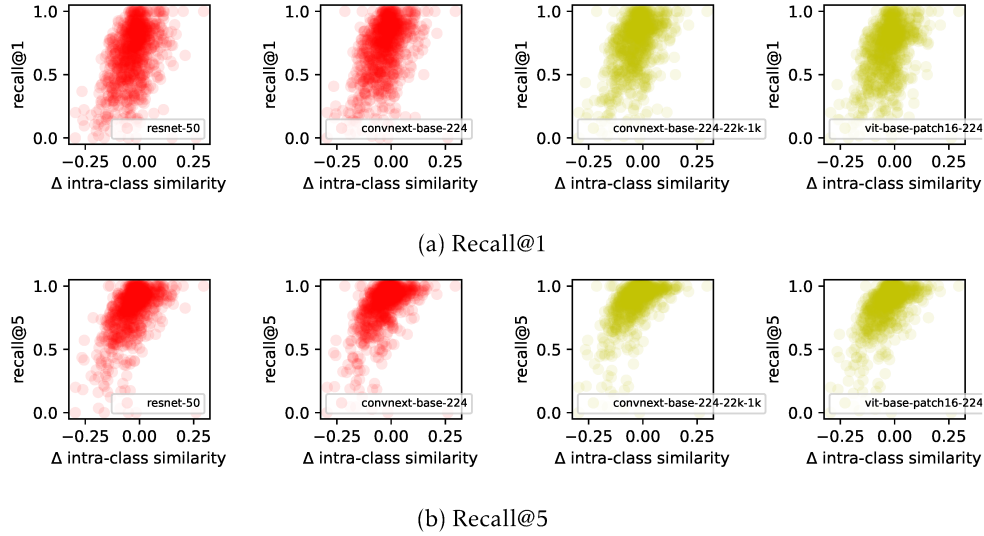 recall@1
1.0
0.5
0.0
resnet-50
−0.25 0.00 0.25
Δ intra-class similarity
recall@1
1.0
0.5
0.0
convnext-base-224
−0.25 0.00 0.25
Δ intra-class similarity
recall@1
1.0
0.5
0.0
convnext-base-224-22k-1k
−0.25 0.00 0.25
Δ intra-class similarity
recall@1
1.0
0.5
0.0
vit-base-patch16-224
−0.25 0.00 0.25
Δ intra-class similarity
(a) Recall@1
recall@5
1.0
0.5
0.0
resnet-50
−0.25 0.00 0.25
Δ intra-class similarity
recall@5
1.0
0.5
0.0
convnext-base-224
−0.25 0.00 0.25
Δ intra-class similarity
recall@5
1.0
0.5
0.0
convnext-base-224-22k-1k
−0.25 0.00 0.25
Δ intra-class similarity
recall@5
1.0
0.5
0.0
vit-base-patch16-224
−0.25 0.00 0.25
Δ intra-class similarity
(b) Recall@5